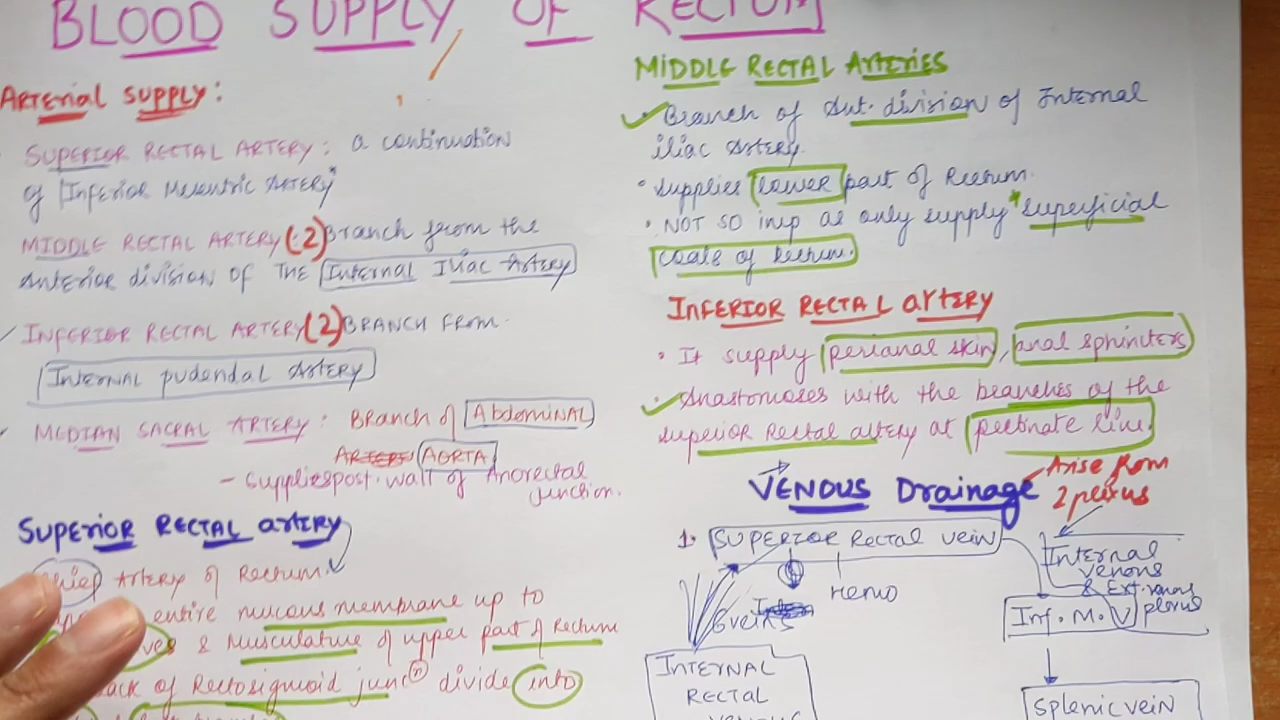 BLOOD SUPPLY OF RECTUM
ARTERIAL SUPPLY:
SUPERIOR RECTAL ARTERY: a continuation
of Inferior Mesentric Artery"
MIDDLE RECTAL ARTERY (2) Branch from the
anterior division of THE Internal Iliac Artery
INFERIOR RECTAL ARTERY (2) BRANCH FROM
INTERNAL pudendal Artery
MEDIAN SACRAL ARTERY: BRANCH of Abdominal
AORTA
- Supplies post. wall of Anorectal
junction.
SUPERIOR RECTAL ARTERY
chief ARTERY of Rectum.
entire mucous membrane up to
& Musculature of upper part of Rectum
back of Rectosigmoid junc(n) divide into
MIDDLE RECTAL ARTERIES
Branch of Ant. division of Internal
iliac Artery.
• Supplies lower part of Rectum.
• NOT SO imp as only supply *superficial
coats of Rectum.
INFERIOR RECTAL artery
• It supply perianal skin, anal sphincters
Anastomoses with the branches of the
superior Rectal artery at pectinate line.
VENOUS Drainage
Arise from
2 plexus
1. SUPERIOR RECTAL VEIN
HEMO
6 veins
INTERNAL
RECTAL
VENOUS
Internal
venous
& Ext. venous
plexus
Inf. M. V
splenic vein